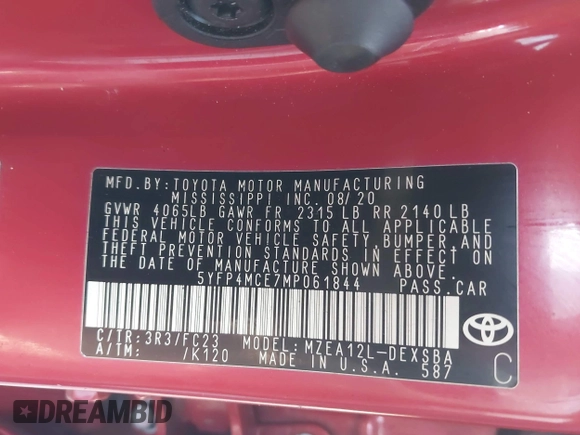 MFD.BY:TOYOTA MOTOR MANUFACTURING
MISSISSIPPI INC. 08/20
GVWR 4065LB GAWR FR 2315LB RR 2140LB
THIS VEHICLE CONFORMS TO ALL APPLICABLE
FEDERAL MOTOR VEHICLE SAFETY,BUMPER,AND
THEFT PREVENTION STANDARDS IN EFFECT ON
THE DATE OF MANUFACTURE SHOWN ABOVE.
5YFP4MCE7MP061844 PASS.CAR
C/TR:3R3/FC23 MODEL:MZEA12L-DEXSBA
A/TM: /K120 MADE IN U.S.A. 587
TOYOTA
C
DREAMBID